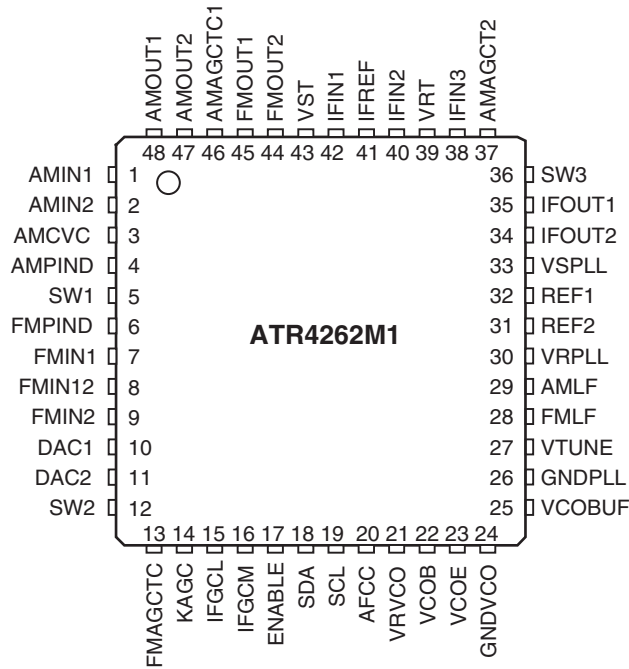 AMOUT1
AMOUT2
AMAGCTC1
FMOUT1
FMOUT2
VST
IFIN1
IFREF
IFIN2
VRT
IFIN3
AMAGCT2
48 47 46 45 44 43 42 41 40 39 38 37
AMIN1 1
AMIN2 2
AMCVC 3
AMPIND 4
SW1 5
FMPIND 6
FMIN1 7
FMIN12 8
FMIN2 9
DAC1 10
DAC2 11
SW2 12
ATR4262M1
36 SW3
35 IFOUT1
34 IFOUT2
33 VSPLL
32 REF1
31 REF2
30 VRPLL
29 AMLF
28 FMLF
27 VTUNE
26 GNDPLL
25 VCOBUF
13 14 15 16 17 18 19 20 21 22 23 24
FMAGCTC
KAGC
IFGCL
IFGCM
ENABLE
SDA
SCL
AFCC
VRVCO
VCOB
VCOE
GNDVCO